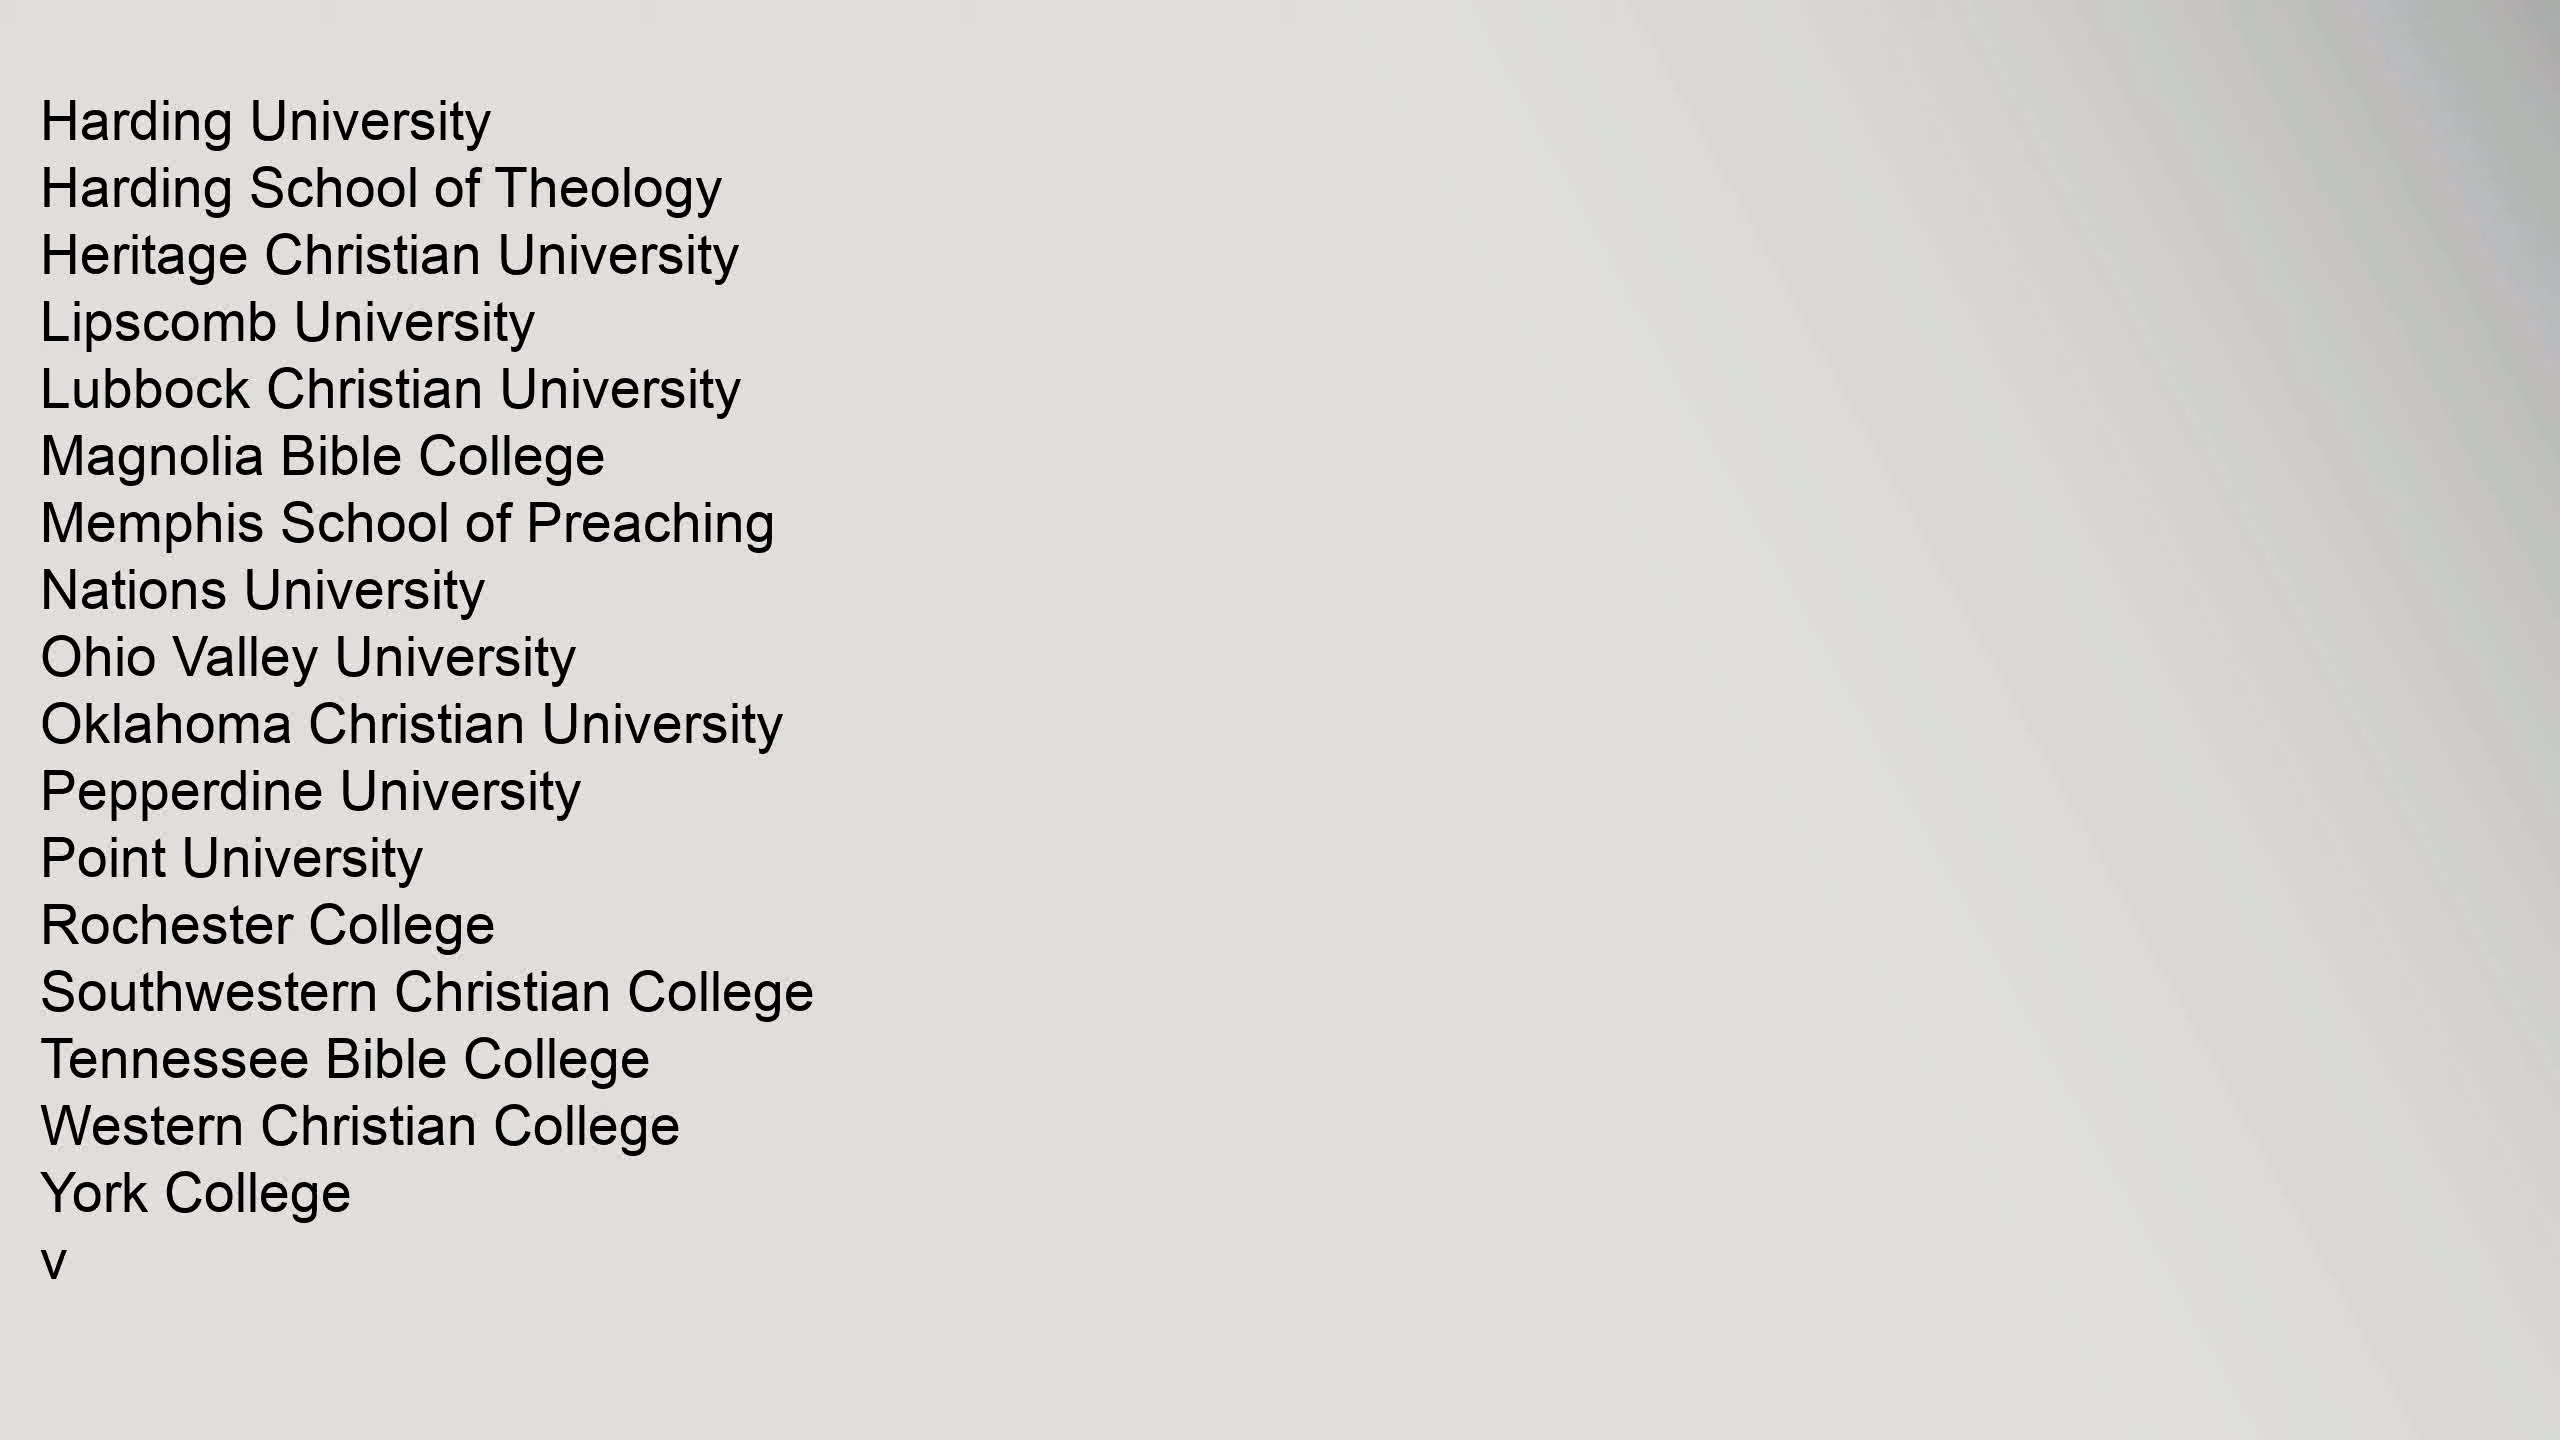 Harding University
Harding School of Theology
Heritage Christian University
Lipscomb University
Lubbock Christian University
Magnolia Bible College
Memphis School of Preaching
Nations University
Ohio Valley University
Oklahoma Christian University
Pepperdine University
Point University
Rochester College
Southwestern Christian College
Tennessee Bible College
Western Christian College
York College
v